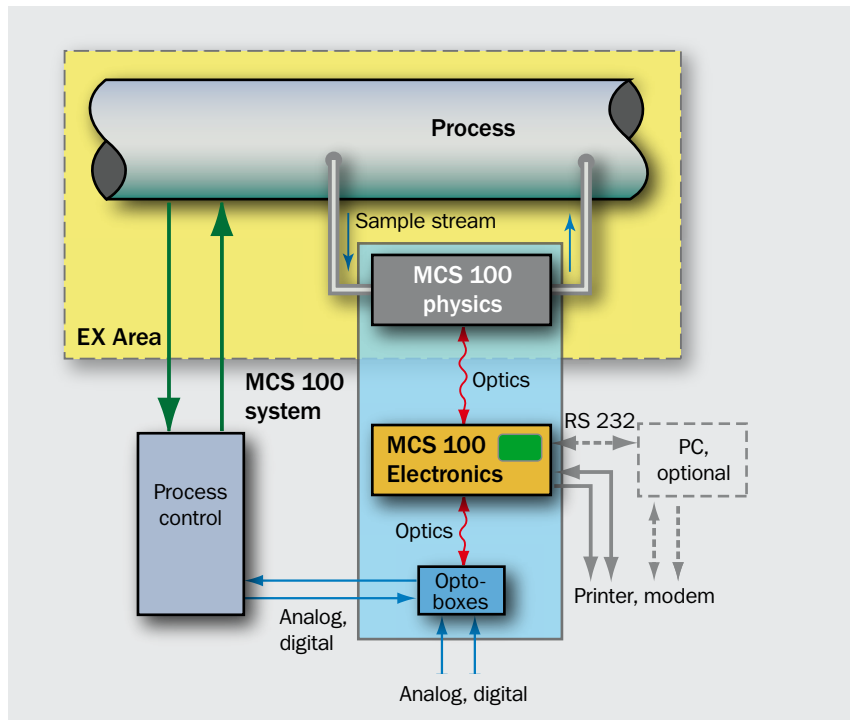 Process
Sample stream
MCS 100
physics
EX Area
Optics
MCS 100
system
RS 232
MCS 100
Electronics
PC,
optional
Process
control
Optics
Opto-
boxes
Printer, modem
Analog,
digital
Analog, digital